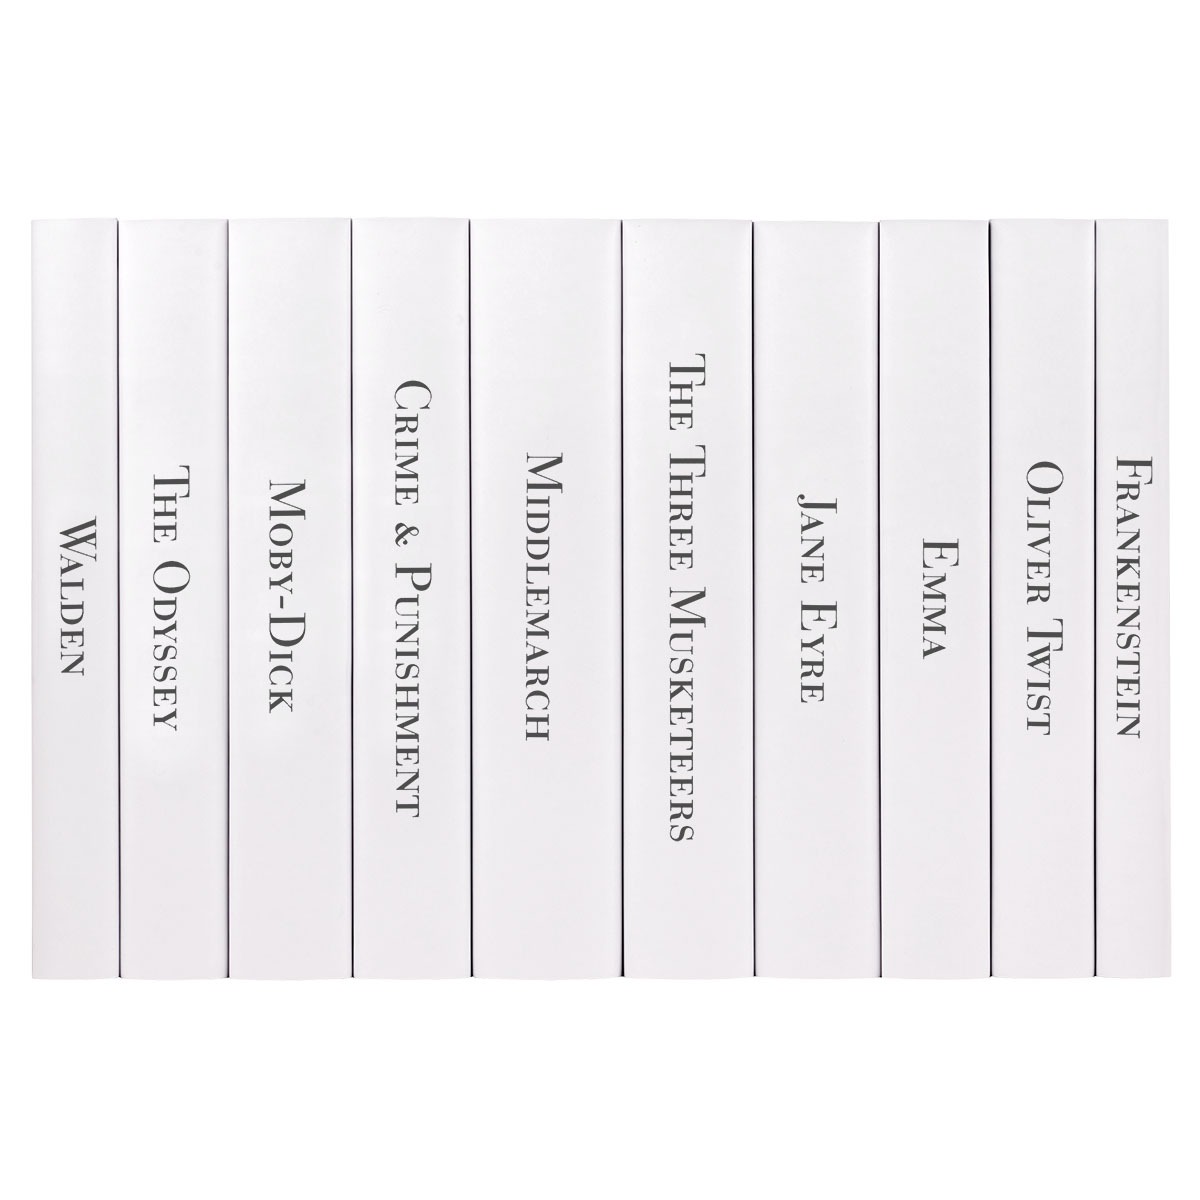 Walden
The Odyssey
Moby-Dick
Crime & Punishment
Middlemarch
The Three Musketeers
Jane Eyre
Emma
Oliver Twist
Frankenstein